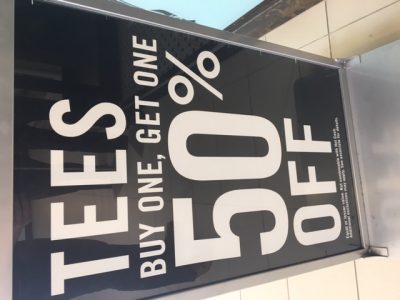 TEES
BUY ONE, GET ONE
50%
OFF